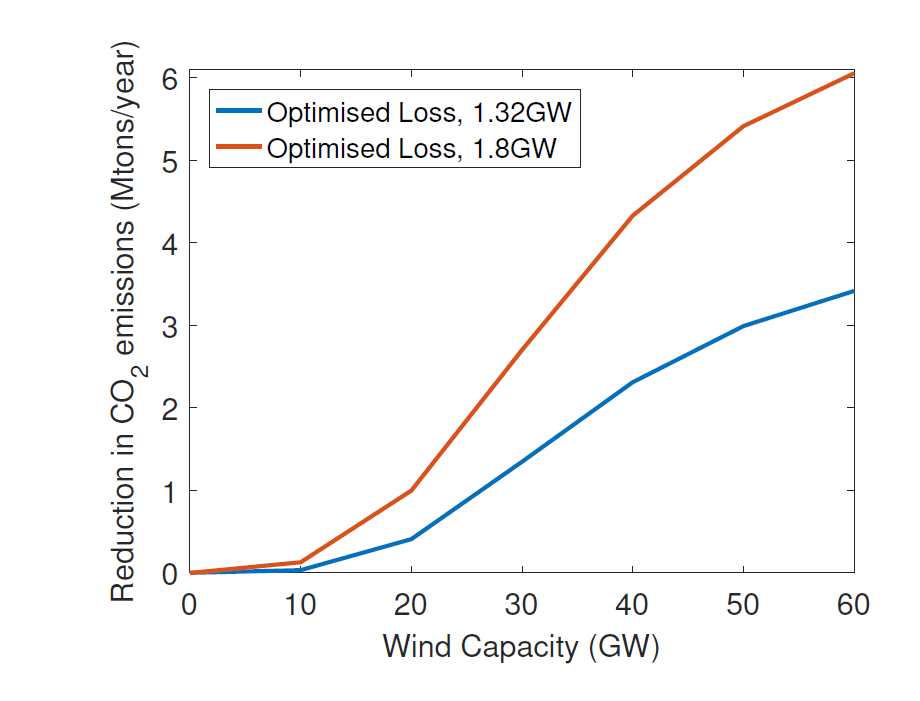 Reduction in CO₂ emissions (Mtons/year)
6
5
4
3
2
1
0
Optimised Loss, 1.32GW
Optimised Loss, 1.8GW
0 10 20 30 40 50 60
Wind Capacity (GW)